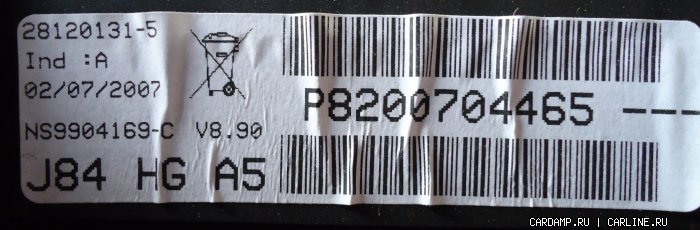 28120131-5
Ind :A
02/07/2007
NS9904169-C V8.90
J84 HG A5
P8200704465 ---
CARDAMP.RU | CARLINE.RU